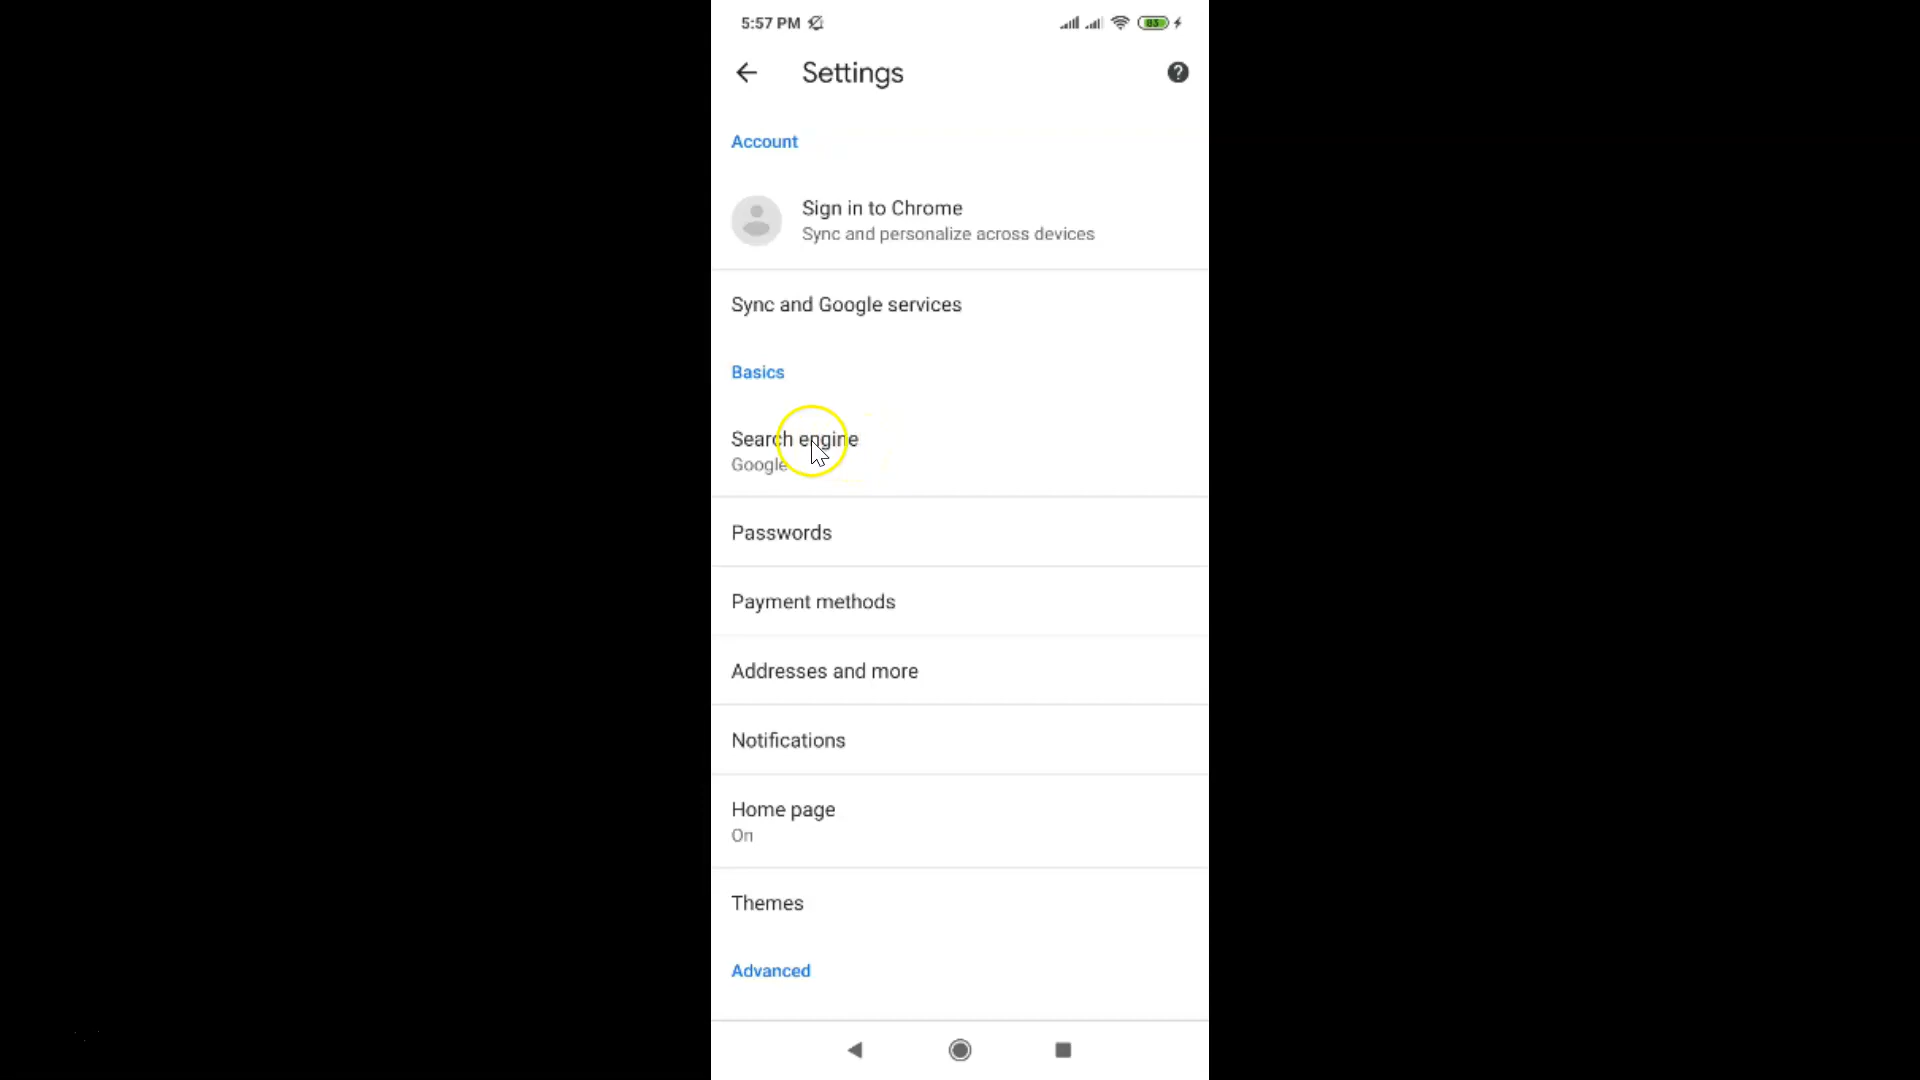 5:57 PM
83
Settings
Account
Sign in to Chrome
Sync and personalize across devices
Sync and Google services
Basics
Search engine
Google
Passwords
Payment methods
Addresses and more
Notifications
Home page
On
Themes
Advanced